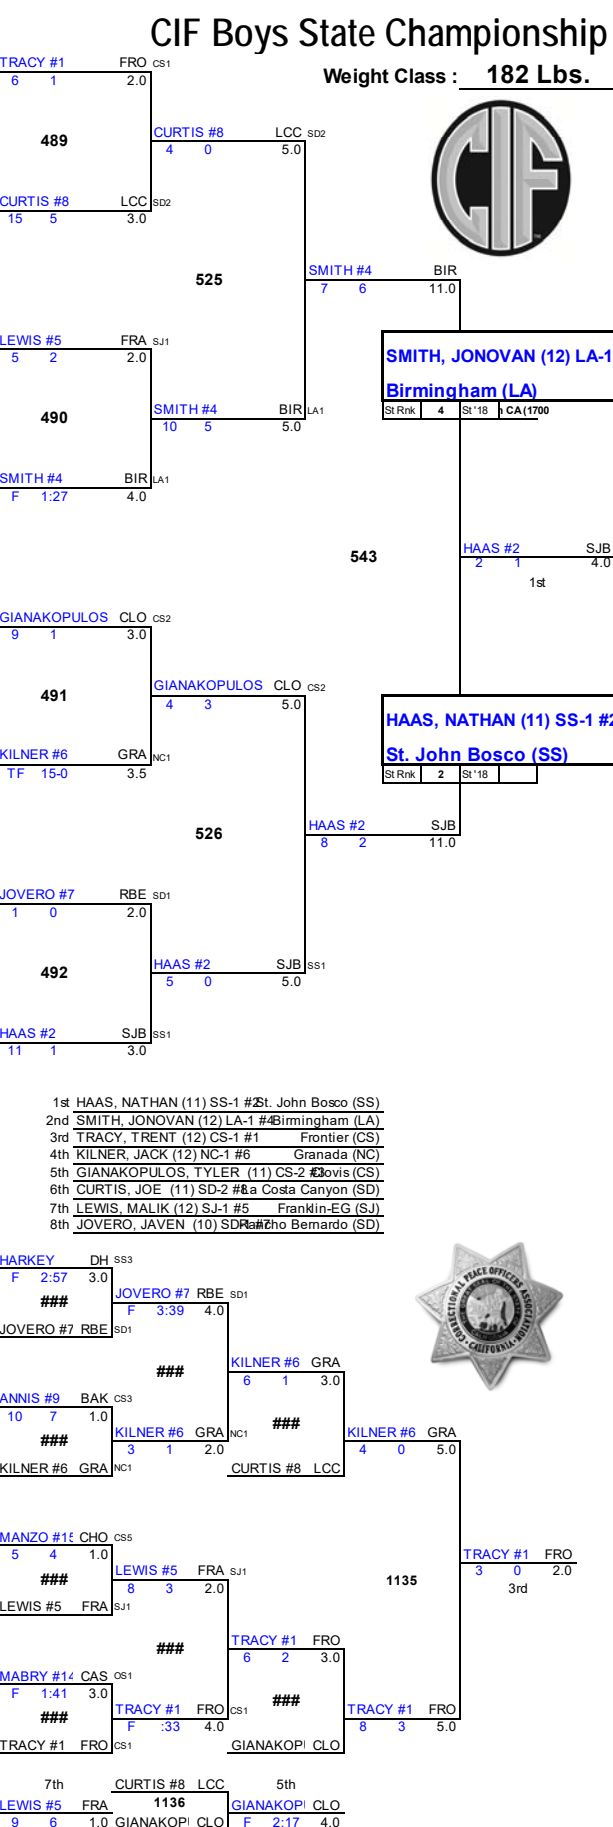 CIF Boys State Championship
TRACY #1 FRO CS1
6 1 2.0
Weight Class : 182 Lbs.
489
CURTIS #8 LCC SD2
4 0 5.0
CURTIS #8 LCC SD2
15 5 3.0
CIF
525
SMITH #4 BIR
7 6 11.0
LEWIS #5 FRA SJ1
5 2 2.0
SMITH, JONOVAN (12) LA-1
Birmingham (LA)
St Rnk 4 St '18 CA (1700
490
SMITH #4 BIR LA1
10 5 5.0
SMITH #4 BIR LA1
F 1:27 4.0
543
HAAS #2 SJB
2 1 4.0
1st
GIANAKOPULOS CLO CS2
9 1 3.0
491
GIANAKOPULOS CLO CS2
4 3 5.0
HAAS, NATHAN (11) SS-1 #2
St. John Bosco (SS)
St Rnk 2 St '18
KILNER #6 GRA NC1
TF 15-0 3.5
526
HAAS #2 SJB
8 2 11.0
JOVERO #7 RBE SD1
1 0 2.0
492
HAAS #2 SJB SS1
5 0 5.0
HAAS #2 SJB SS1
11 1 3.0
1st HAAS, NATHAN (11) SS-1 #2 St. John Bosco (SS)
2nd SMITH, JONOVAN (12) LA-1 #4 Birmingham (LA)
3rd TRACY, TRENT (12) CS-1 #1 Frontier (CS)
4th KILNER, JACK (12) NC-1 #6 Granada (NC)
5th GIANAKOPULOS, TYLER (11) CS-2 #3 Clovis (CS)
6th CURTIS, JOE (11) SD-2 #8 La Costa Canyon (SD)
7th LEWIS, MALIK (12) SJ-1 #5 Franklin-EG (SJ)
8th JOVERO, JAVEN (10) SD-1 #7 Rancho Bernardo (SD)
HARKEY DH SS3
F 2:57 3.0
###
JOVERO #7 RBE SD1
F 3:39 4.0
JOVERO #7 RBE SD1
CORRECTIONAL PEACE OFFICERS ASSOCIATION
CALIFORNIA
###
KILNER #6 GRA
6 1 3.0
ANNIS #9 BAK CS3
10 7 1.0
###
KILNER #6 GRA NC1
3 1 2.0
###
KILNER #6 GRA
4 0 5.0
KILNER #6 GRA NC1
CURTIS #8 LCC
MANZO #15 CHO CS5
5 4 1.0
###
LEWIS #5 FRA SJ1
8 3 2.0
1135
TRACY #1 FRO
3 0 2.0
3rd
LEWIS #5 FRA SJ1
###
TRACY #1 FRO
6 2 3.0
MABRY #14 CAS OS1
F 1:41 3.0
###
TRACY #1 FRO CS1
F :33 4.0
###
TRACY #1 FRO
8 3 5.0
TRACY #1 FRO CS1
GIANAKOP CLO
7th CURTIS #8 LCC 5th
LEWIS #5 FRA 1136 GIANAKOP CLO
9 6 1.0 GIANAKOP CLO F 2:17 4.0